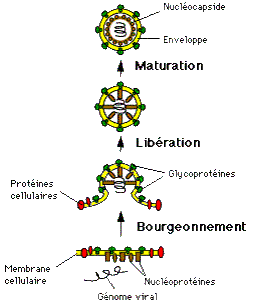 Nucléocapside
Enveloppe
Maturation
Libération
Glycoprotéines
Protéines
cellulaires
Bourgeonnement
Membrane
cellulaire
Nucléoprotéines
Génome viral